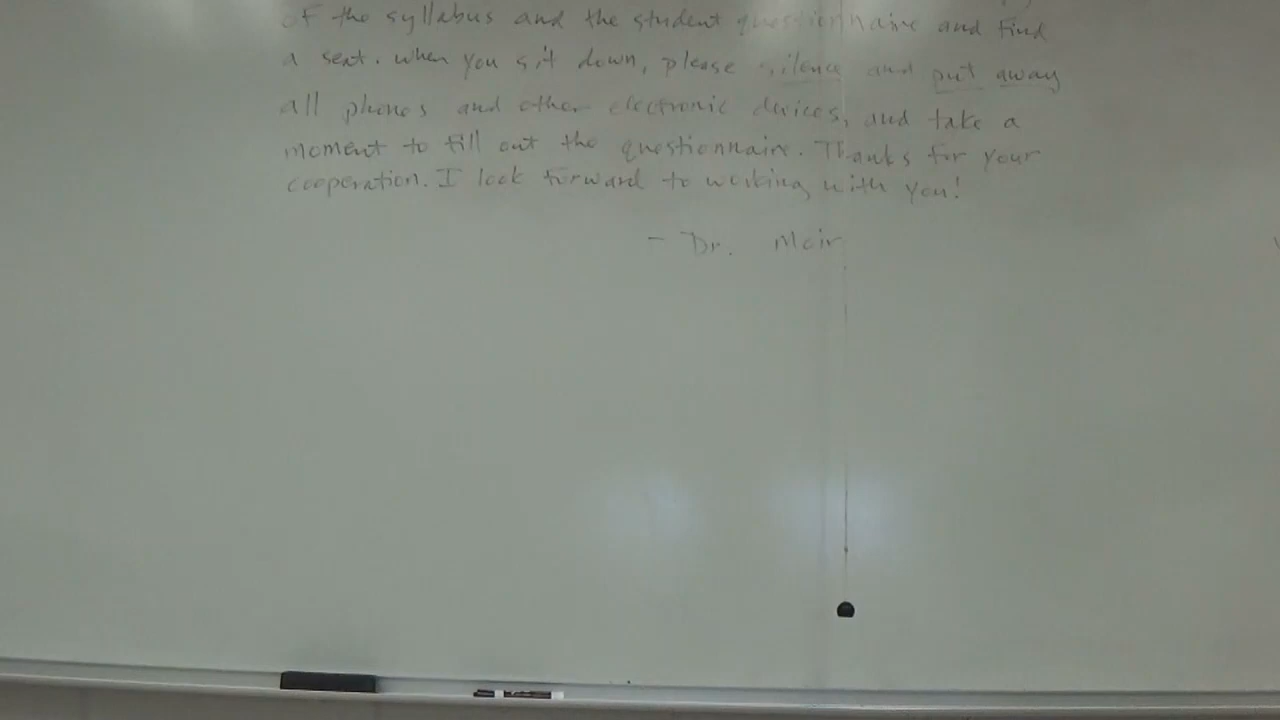 of the syllabus and the student questionnaire and find
a seat. When you sit down, please silence and put away
all phones and other electronic devices, and take a
moment to fill out the questionnaire. Thanks for your
cooperation. I look forward to working with you!
- Dr. Meir